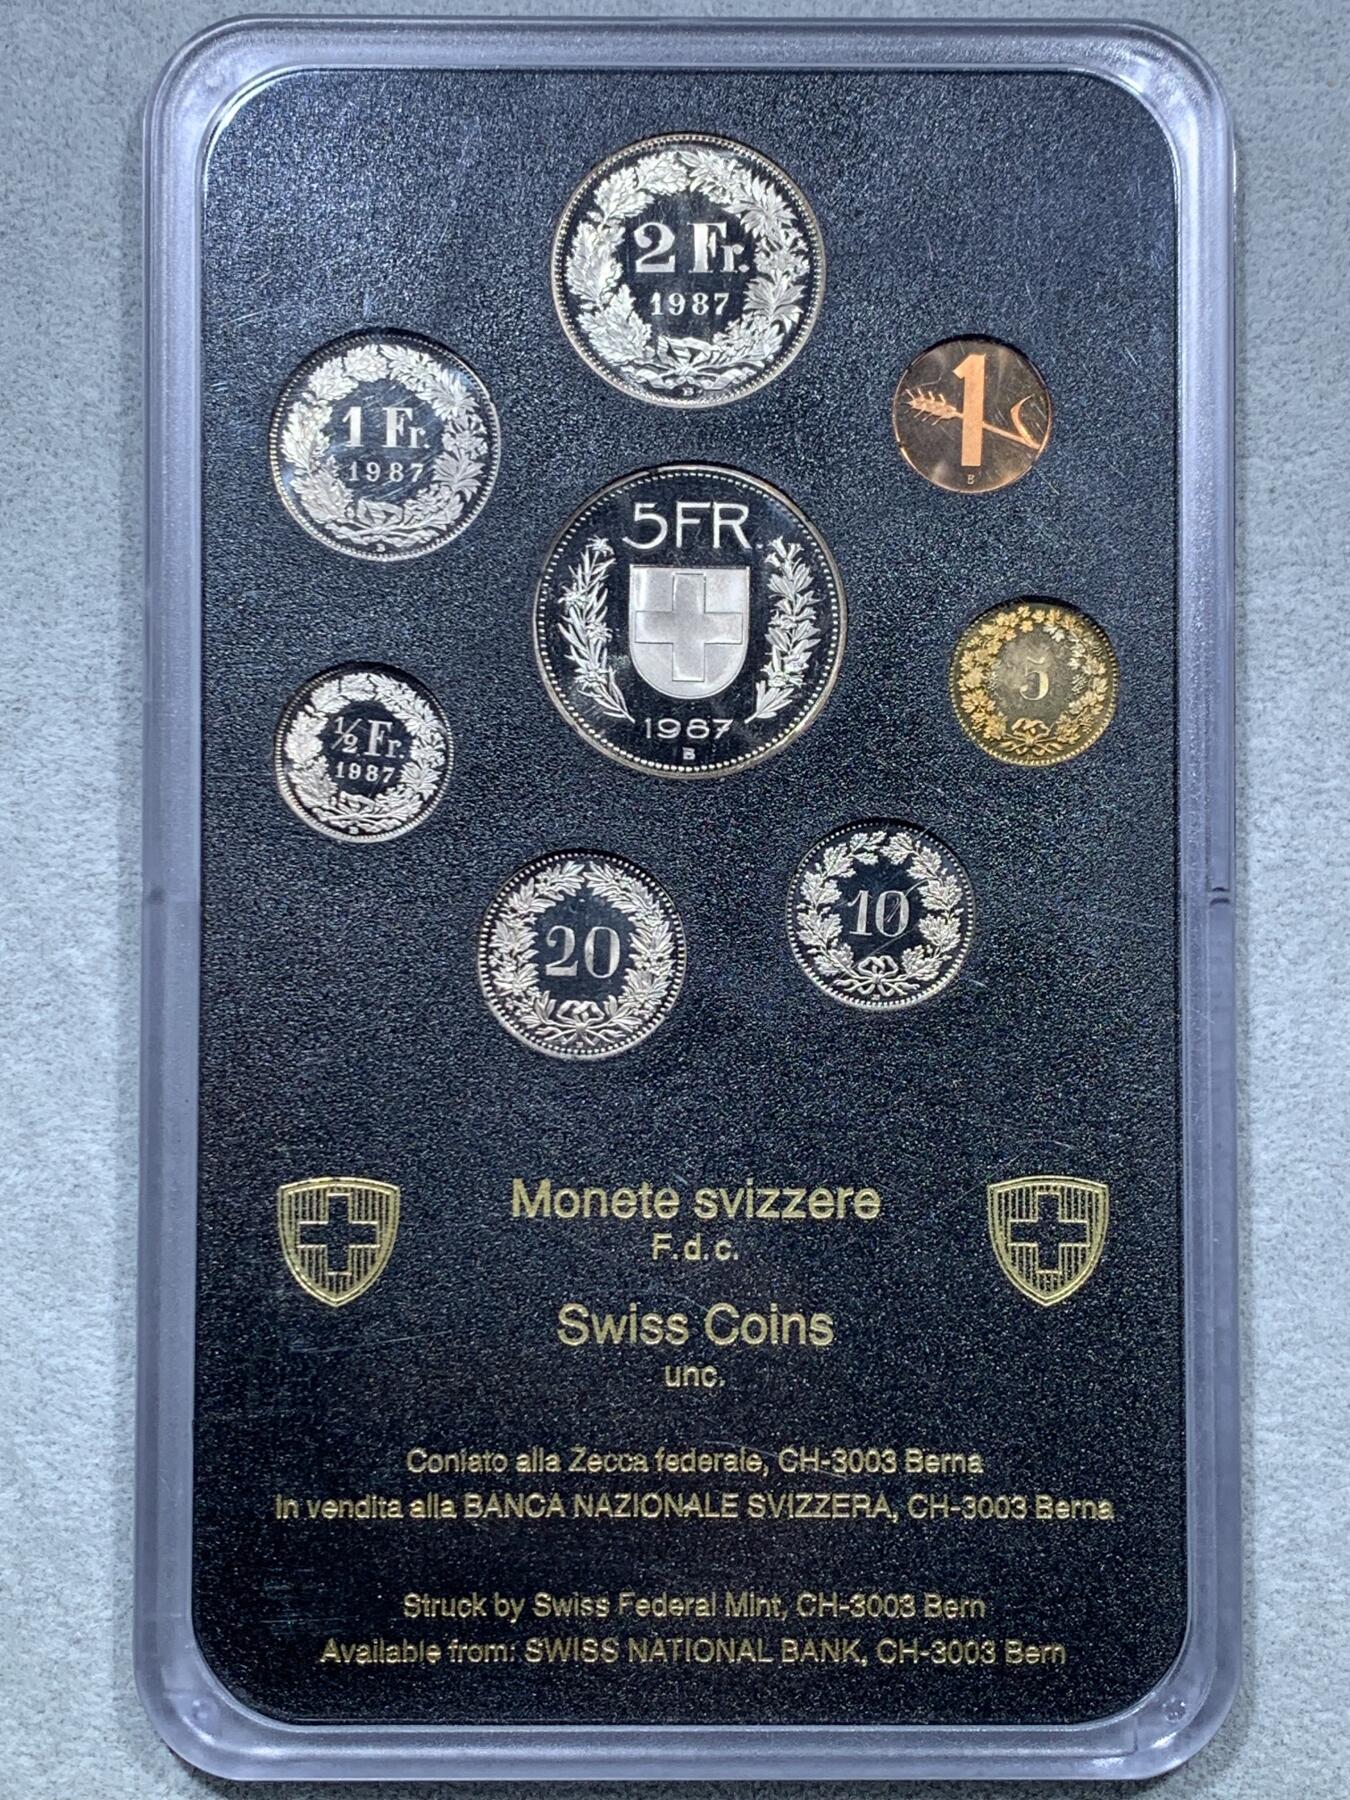 2 Fr.
1987
B
1 Fr.
1987
B
1
B
5 FR.
1987
B
5
½ Fr.
1987
B
20
B
10
B
Monete svizzere
F.d.c.
Swiss Coins
unc.
Coniato alla Zecca federale, CH-3003 Berna
In vendita alla BANCA NAZIONALE SVIZZERA, CH-3003 Berna
Struck by Swiss Federal Mint, CH-3003 Bern
Available from: SWISS NATIONAL BANK, CH-3003 Bern